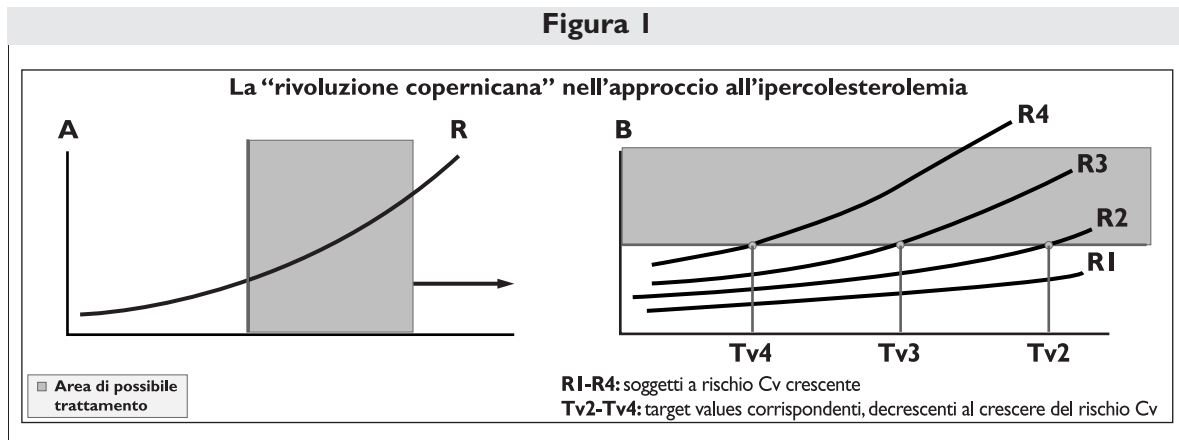 Figura 1
La “rivoluzione copernicana” nell’approccio all’ipercolesterolemia
A
R
B
R4
R3
R2
R1
Tv4 Tv3 Tv2
Area di possibile
trattamento
R1-R4: soggetti a rischio Cv crescente
Tv2-Tv4: target values corrispondenti, decrescenti al crescere del rischio Cv